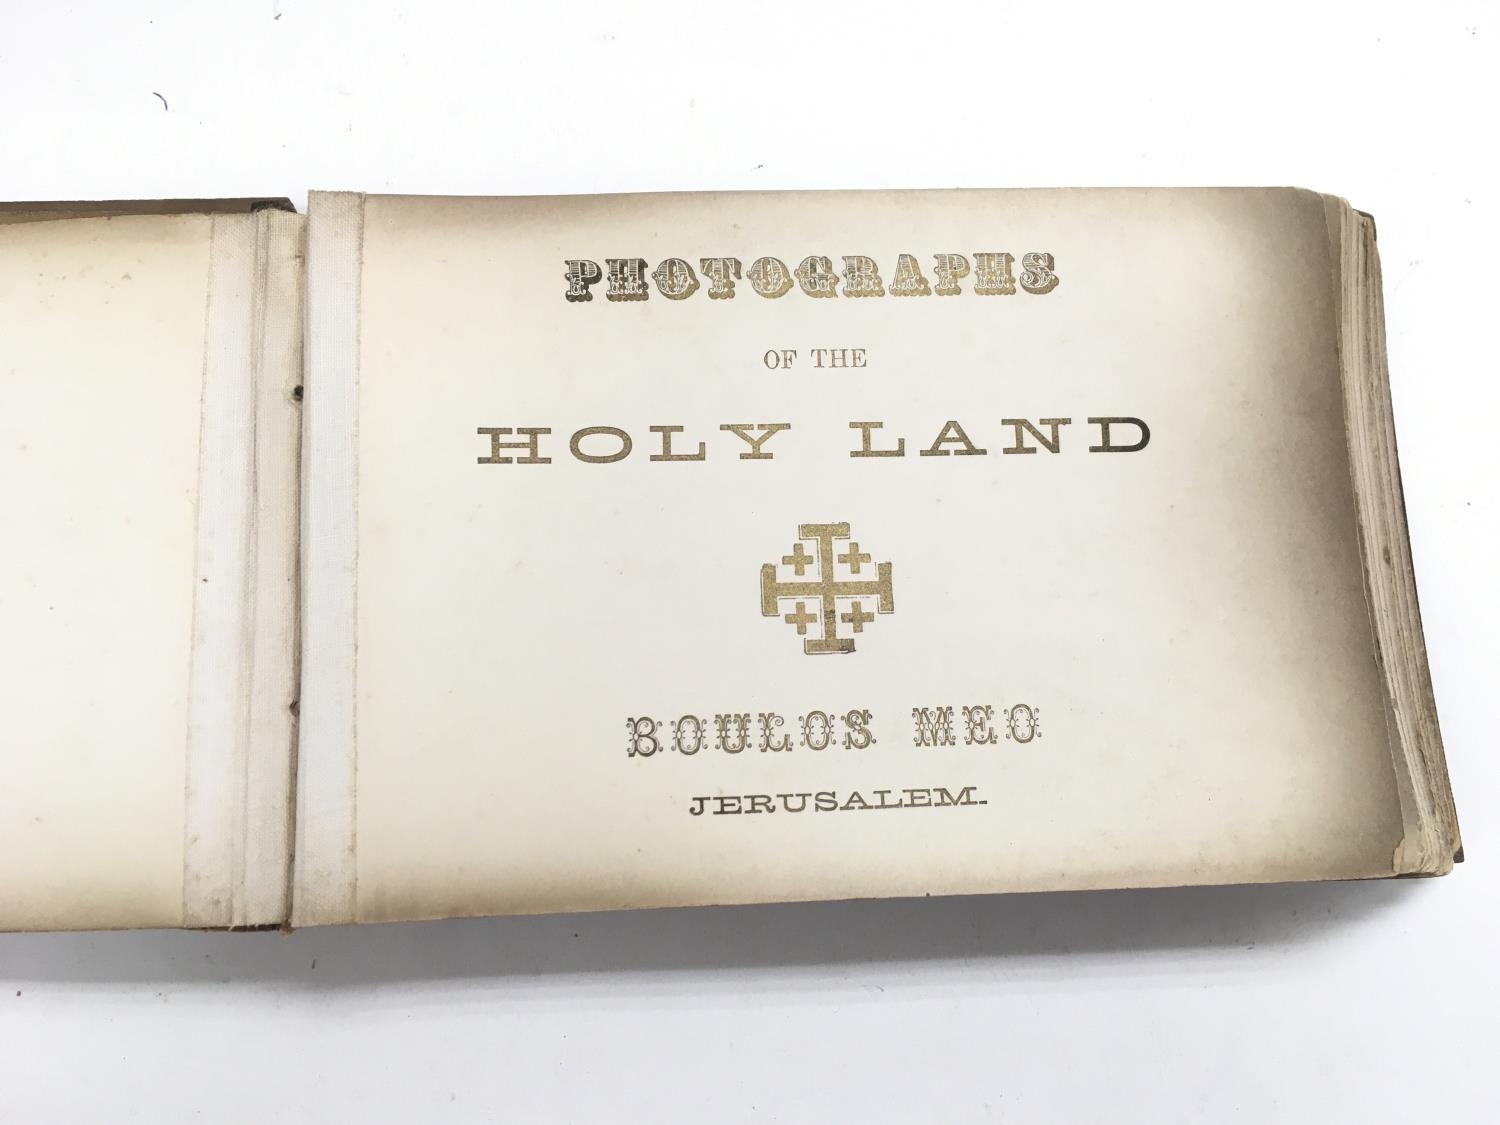 PHOTOGRAPHS
OF THE
HOLY LAND
BOULOS MEO
JERUSALEM.